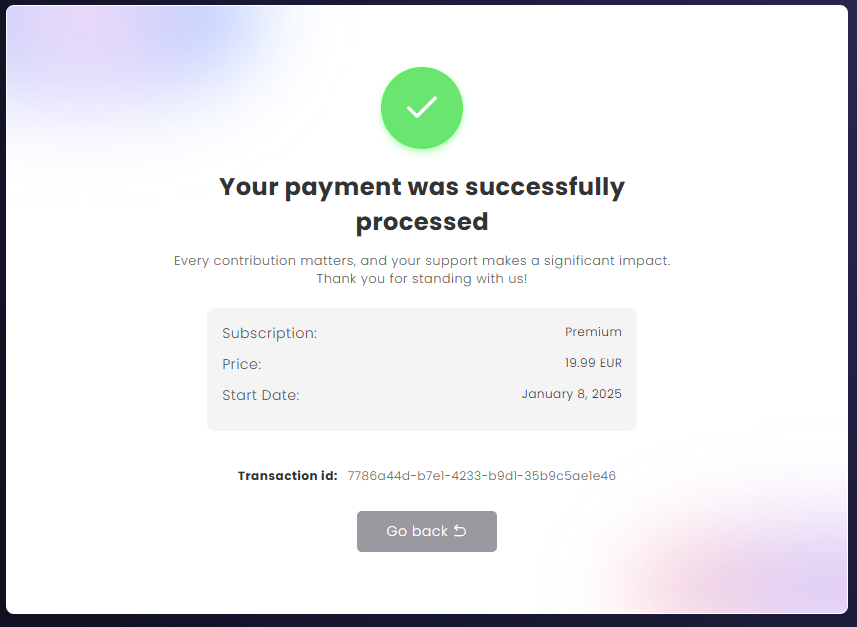 Your payment was successfully
processed
Every contribution matters, and your support makes a significant impact.
Thank you for standing with us!
Subscription: Premium
Price: 19.99 EUR
Start Date: January 8, 2025
Transaction id: 7786a44d-b7e1-4233-b9d1-35b9c5ae1e46
Go back